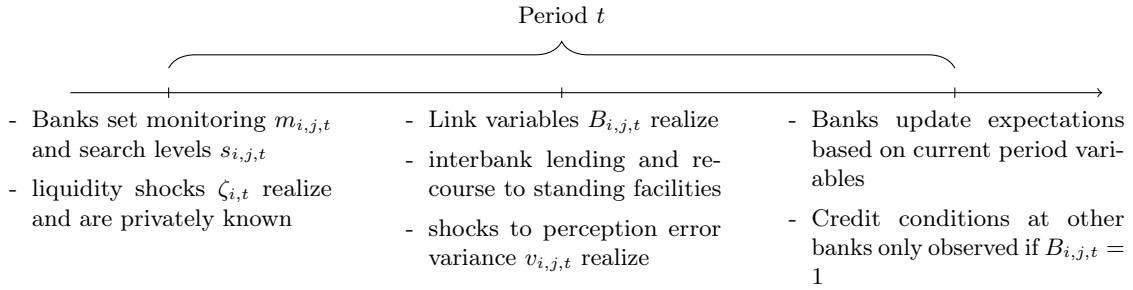 Period t
- Banks set monitoring m_{i,j,t}
and search levels s_{i,j,t}
- liquidity shocks ζ_{i,t} realize
and are privately known
- Link variables B_{i,j,t} realize
- interbank lending and re-
course to standing facilities
- shocks to perception error
variance v_{i,j,t} realize
- Banks update expectations
based on current period vari-
ables
- Credit conditions at other
banks only observed if B_{i,j,t} =
1